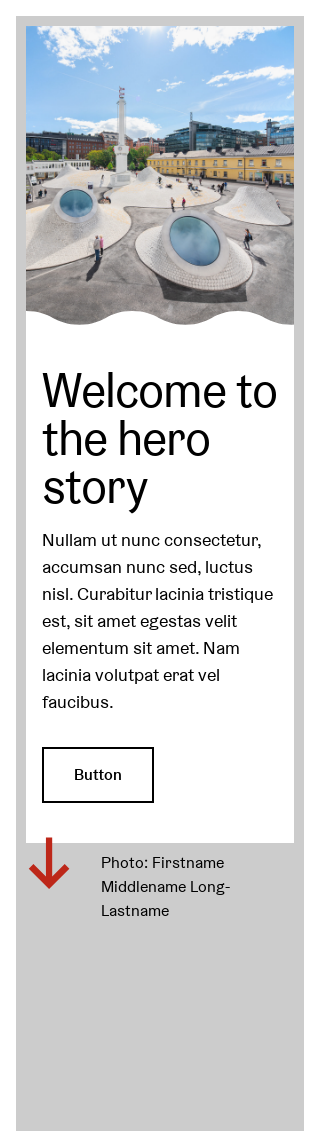 Welcome to
the hero
story
Nullam ut nunc consectetur,
accumsan nunc sed, luctus
nisl. Curabitur lacinia tristique
est, sit amet egestas velit
elementum sit amet. Nam
lacinia volutpat erat vel
faucibus.
Button
Photo: Firstname
Middlename Long-
Lastname